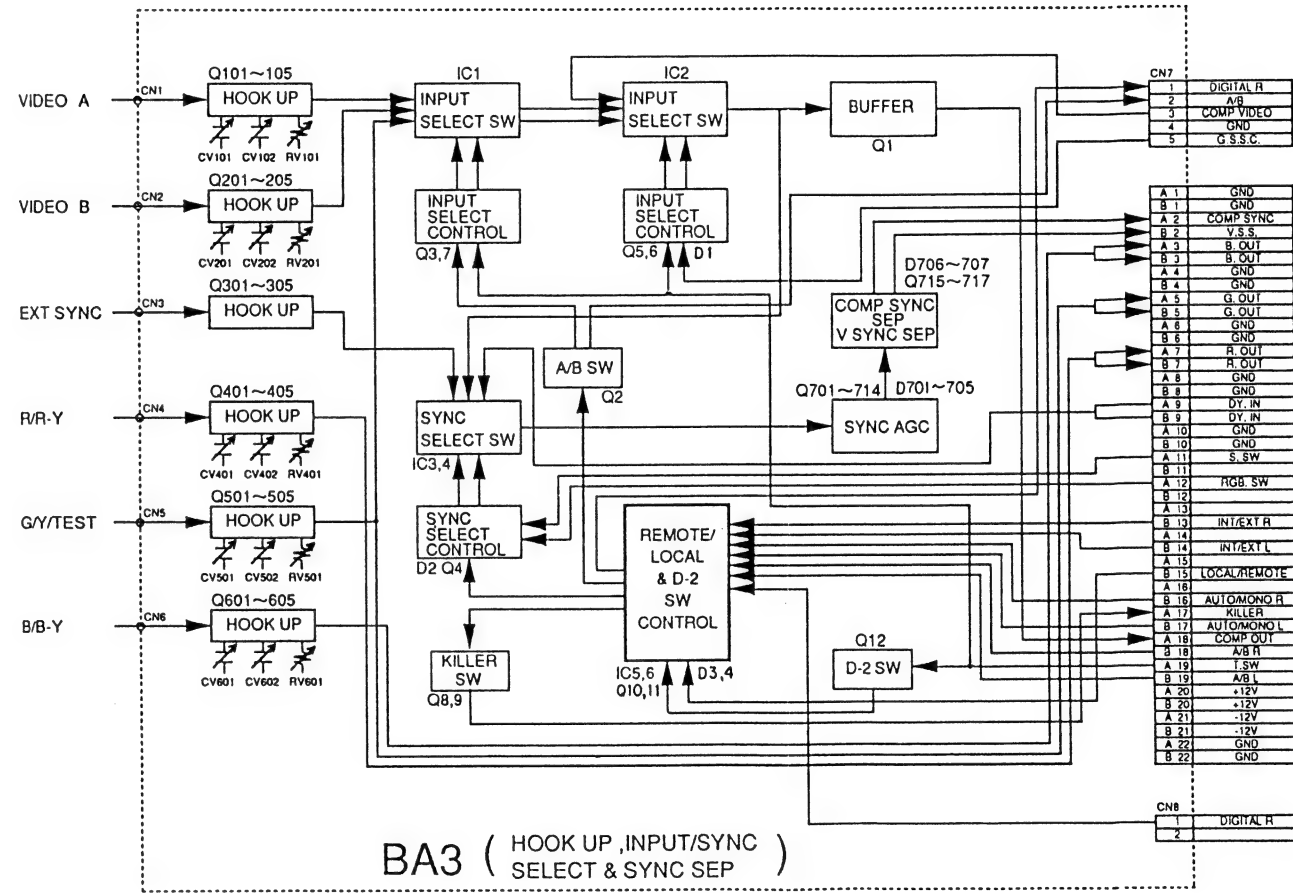 VIDEO A
CN1
Q101~105
HOOK UP
CV101 CV102 RV101
VIDEO B
CN2
Q201~205
HOOK UP
CV201 CV202 RV201
EXT SYNC
CN3
Q301~305
HOOK UP
R/R-Y
CN4
Q401~405
HOOK UP
CV401 CV402 RV401
G/Y/TEST
CN5
Q501~505
HOOK UP
CV501 CV502 RV501
B/B-Y
CN6
Q601~605
HOOK UP
CV601 CV602 RV601
IC1
INPUT
SELECT SW
INPUT
SELECT
CONTROL
Q3,7
IC2
INPUT
SELECT SW
INPUT
SELECT
CONTROL
Q5,6 D1
BUFFER
Q1
D706~707
Q715~717
COMP SYNC
SEP
V SYNC SEP
Q701~714 D701~705
SYNC AGC
A/B SW
Q2
SYNC
SELECT SW
IC3,4
SYNC
SELECT
CONTROL
D2 Q4
KILLER
SW
Q8,9
REMOTE/
LOCAL
& D-2
SW
CONTROL
IC5,6 D3,4
Q10,11
Q12
D-2 SW
CN7
1 DIGITAL R
2 A/B
3 COMP VIDEO
4 GND
5 G.S.S.C.
A 1 GND
B 1 GND
A 2 COMP SYNC
B 2 V.S.S.
A 3 B. OUT
B 3 B. OUT
A 4 GND
B 4 GND
A 5 G. OUT
B 5 G. OUT
A 6 GND
B 6 GND
A 7 R. OUT
B 7 R. OUT
A 8 GND
B 8 GND
A 9 DY. IN
B 9 DY. IN
A 10 GND
B 10 GND
A 11 S. SW
B 11
A 12 RGB. SW
B 12
A 13
B 13 INT/EXT R
A 14
B 14 INT/EXT L
A 15
B 15 LOCAL/REMOTE
A 16
B 16 AUTO/MONO R
A 17 KILLER
B 17 AUTO/MONO L
A 18 COMP OUT
B 18 A/B R
A 19 T.SW
B 19 A/B L
A 20 +12V
B 20 +12V
A 21 -12V
B 21 -12V
A 22 GND
B 22 GND
CN8
1 DIGITAL R
2
BA3 ( HOOK UP ,INPUT/SYNC
SELECT & SYNC SEP )